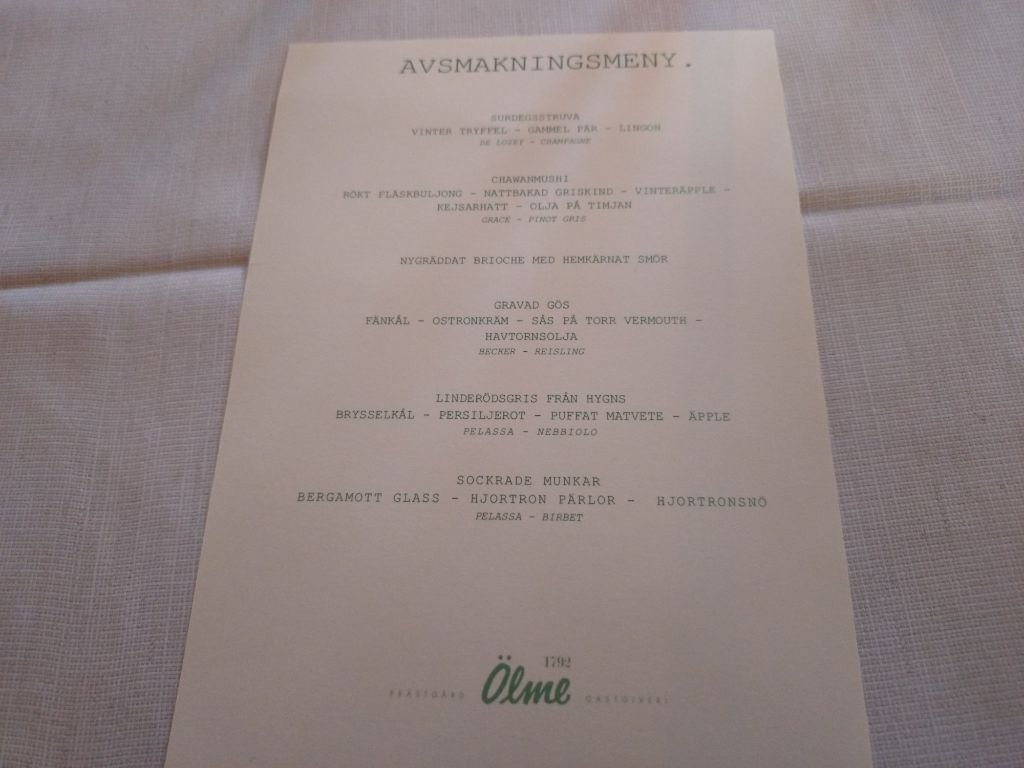 AVSMAKNINGSMENY.
SURDEGSSTRUVA
VINTER TRYFFEL - GAMMEL PÄR - LINGON
DE LOZEY - CHAMPAGNE
CHAWANMUSHI
RÖKT FLÄSKBULJONG - NATTBAKAD GRISKIND - VINTERÄPPLE -
KEJSARHATT - OLJA PÅ TIMJAN
GRACE - PINOT GRIS
NYGRÄDDAT BRIOCHE MED HEMKÄRNAT SMÖR
GRAVAD GÖS
FÄNKÅL - OSTRONKRÄM - SÅS PÅ TORR VERMOUTH -
HAVTORNSOLJA
BECKER - REISLING
LINDERÖDSGRIS FRÅN HYGNS
BRYSSELKÅL - PERSILJEROT - PUFFAT MATVETE - ÄPPLE
PELASSA - NEBBIOLO
SOCKRADE MUNKAR
BERGAMOTT GLASS - HJORTRON PÄRLOR - HJORTRONSNÖ
PELASSA - BIRBET
1792
PRÄSTGÅRD Ölme GÄSTGIVERI